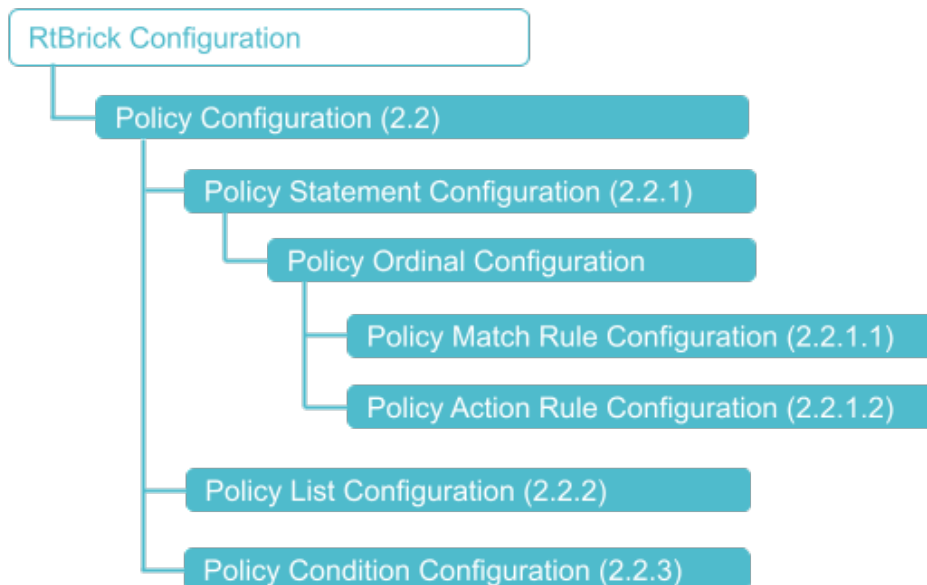 RtBrick Configuration
Policy Configuration (2.2)
Policy Statement Configuration (2.2.1)
Policy Ordinal Configuration
Policy Match Rule Configuration (2.2.1.1)
Policy Action Rule Configuration (2.2.1.2)
Policy List Configuration (2.2.2)
Policy Condition Configuration (2.2.3)